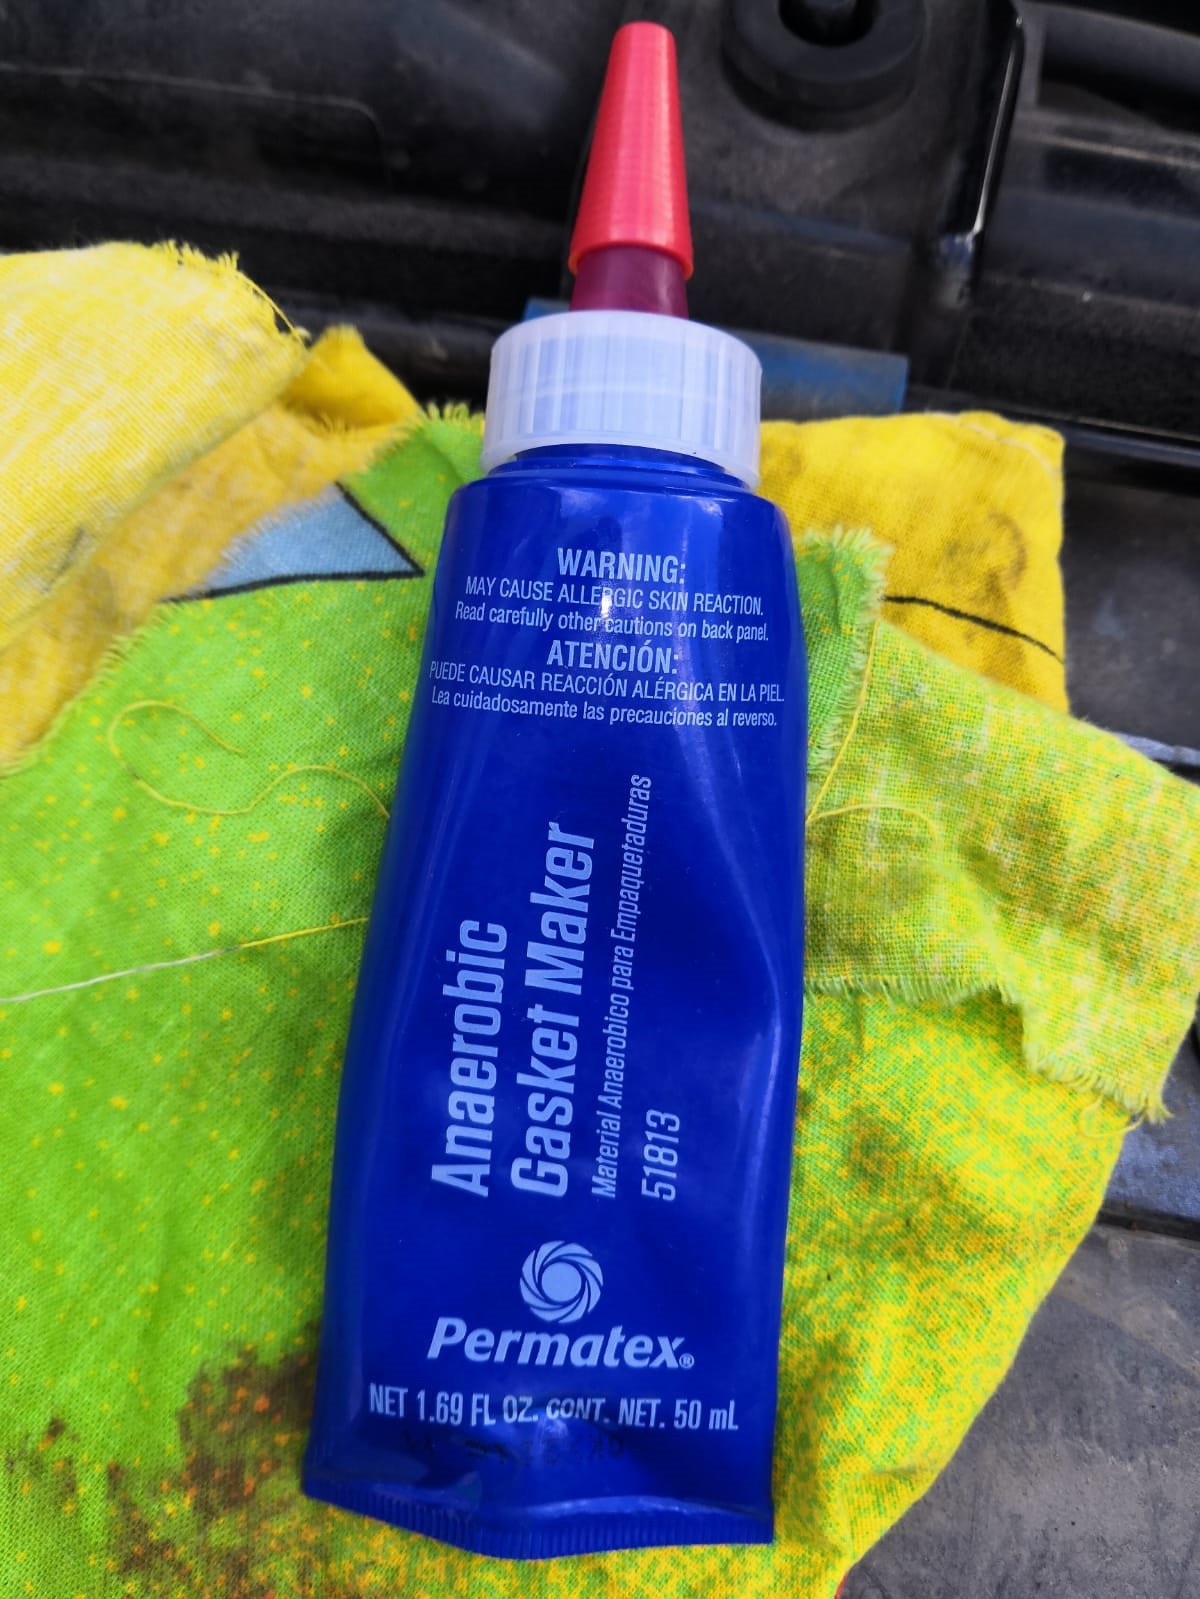 WARNING:
MAY CAUSE ALLERGIC SKIN REACTION.
Read carefully other cautions on back panel.
ATENCIÓN:
PUEDE CAUSAR REACCIÓN ALÉRGICA EN LA PIEL.
Lea cuidadosamente las precauciones al reverso.
Anaerobic
Gasket Maker
Material Anaerobico para Empaquetaduras
51813
Permatex®
NET 1.69 FL OZ. CONT. NET. 50 mL